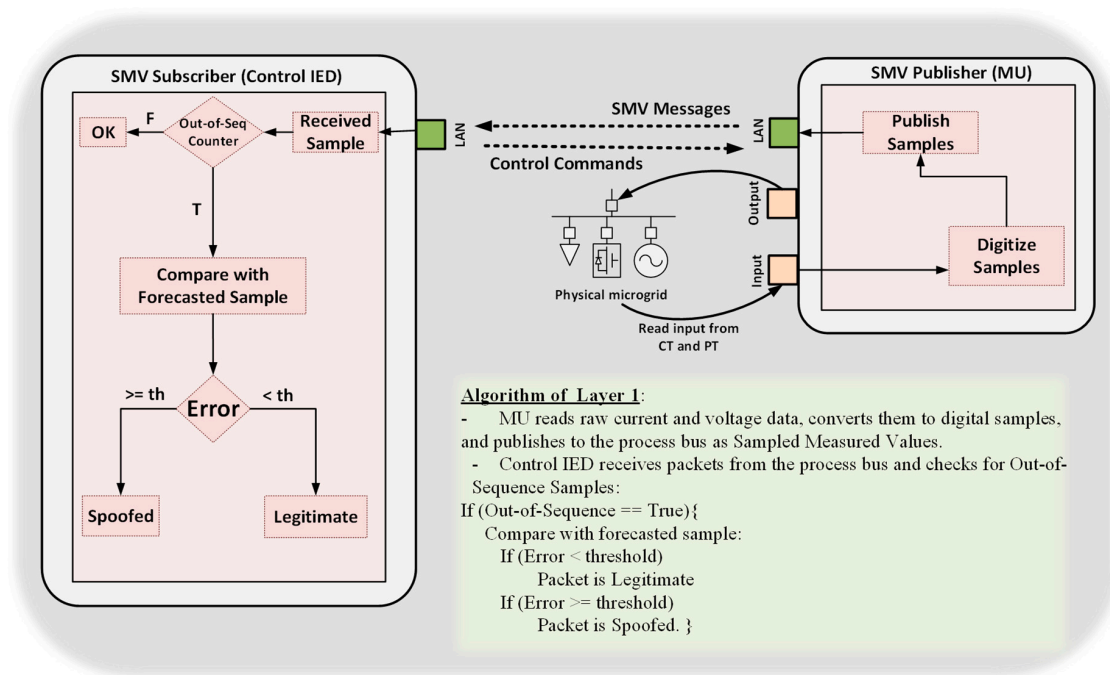 SMV Subscriber (Control IED)
OK
F
Out-of-Seq
Counter
Received
Sample
LAN
T
Compare with
Forecasted Sample
>= th
Error
< th
Spoofed
Legitimate
SMV Messages
Control Commands
Physical microgrid
Read input from
CT and PT
SMV Publisher (MU)
LAN
Publish
Samples
Output
Input
Digitize
Samples
Algorithm of Layer 1:
- MU reads raw current and voltage data, converts them to digital samples,
and publishes to the process bus as Sampled Measured Values.
- Control IED receives packets from the process bus and checks for Out-of-
Sequence Samples:
If (Out-of-Sequence == True){
Compare with forecasted sample:
If (Error < threshold)
Packet is Legitimate
If (Error >= threshold)
Packet is Spoofed. }